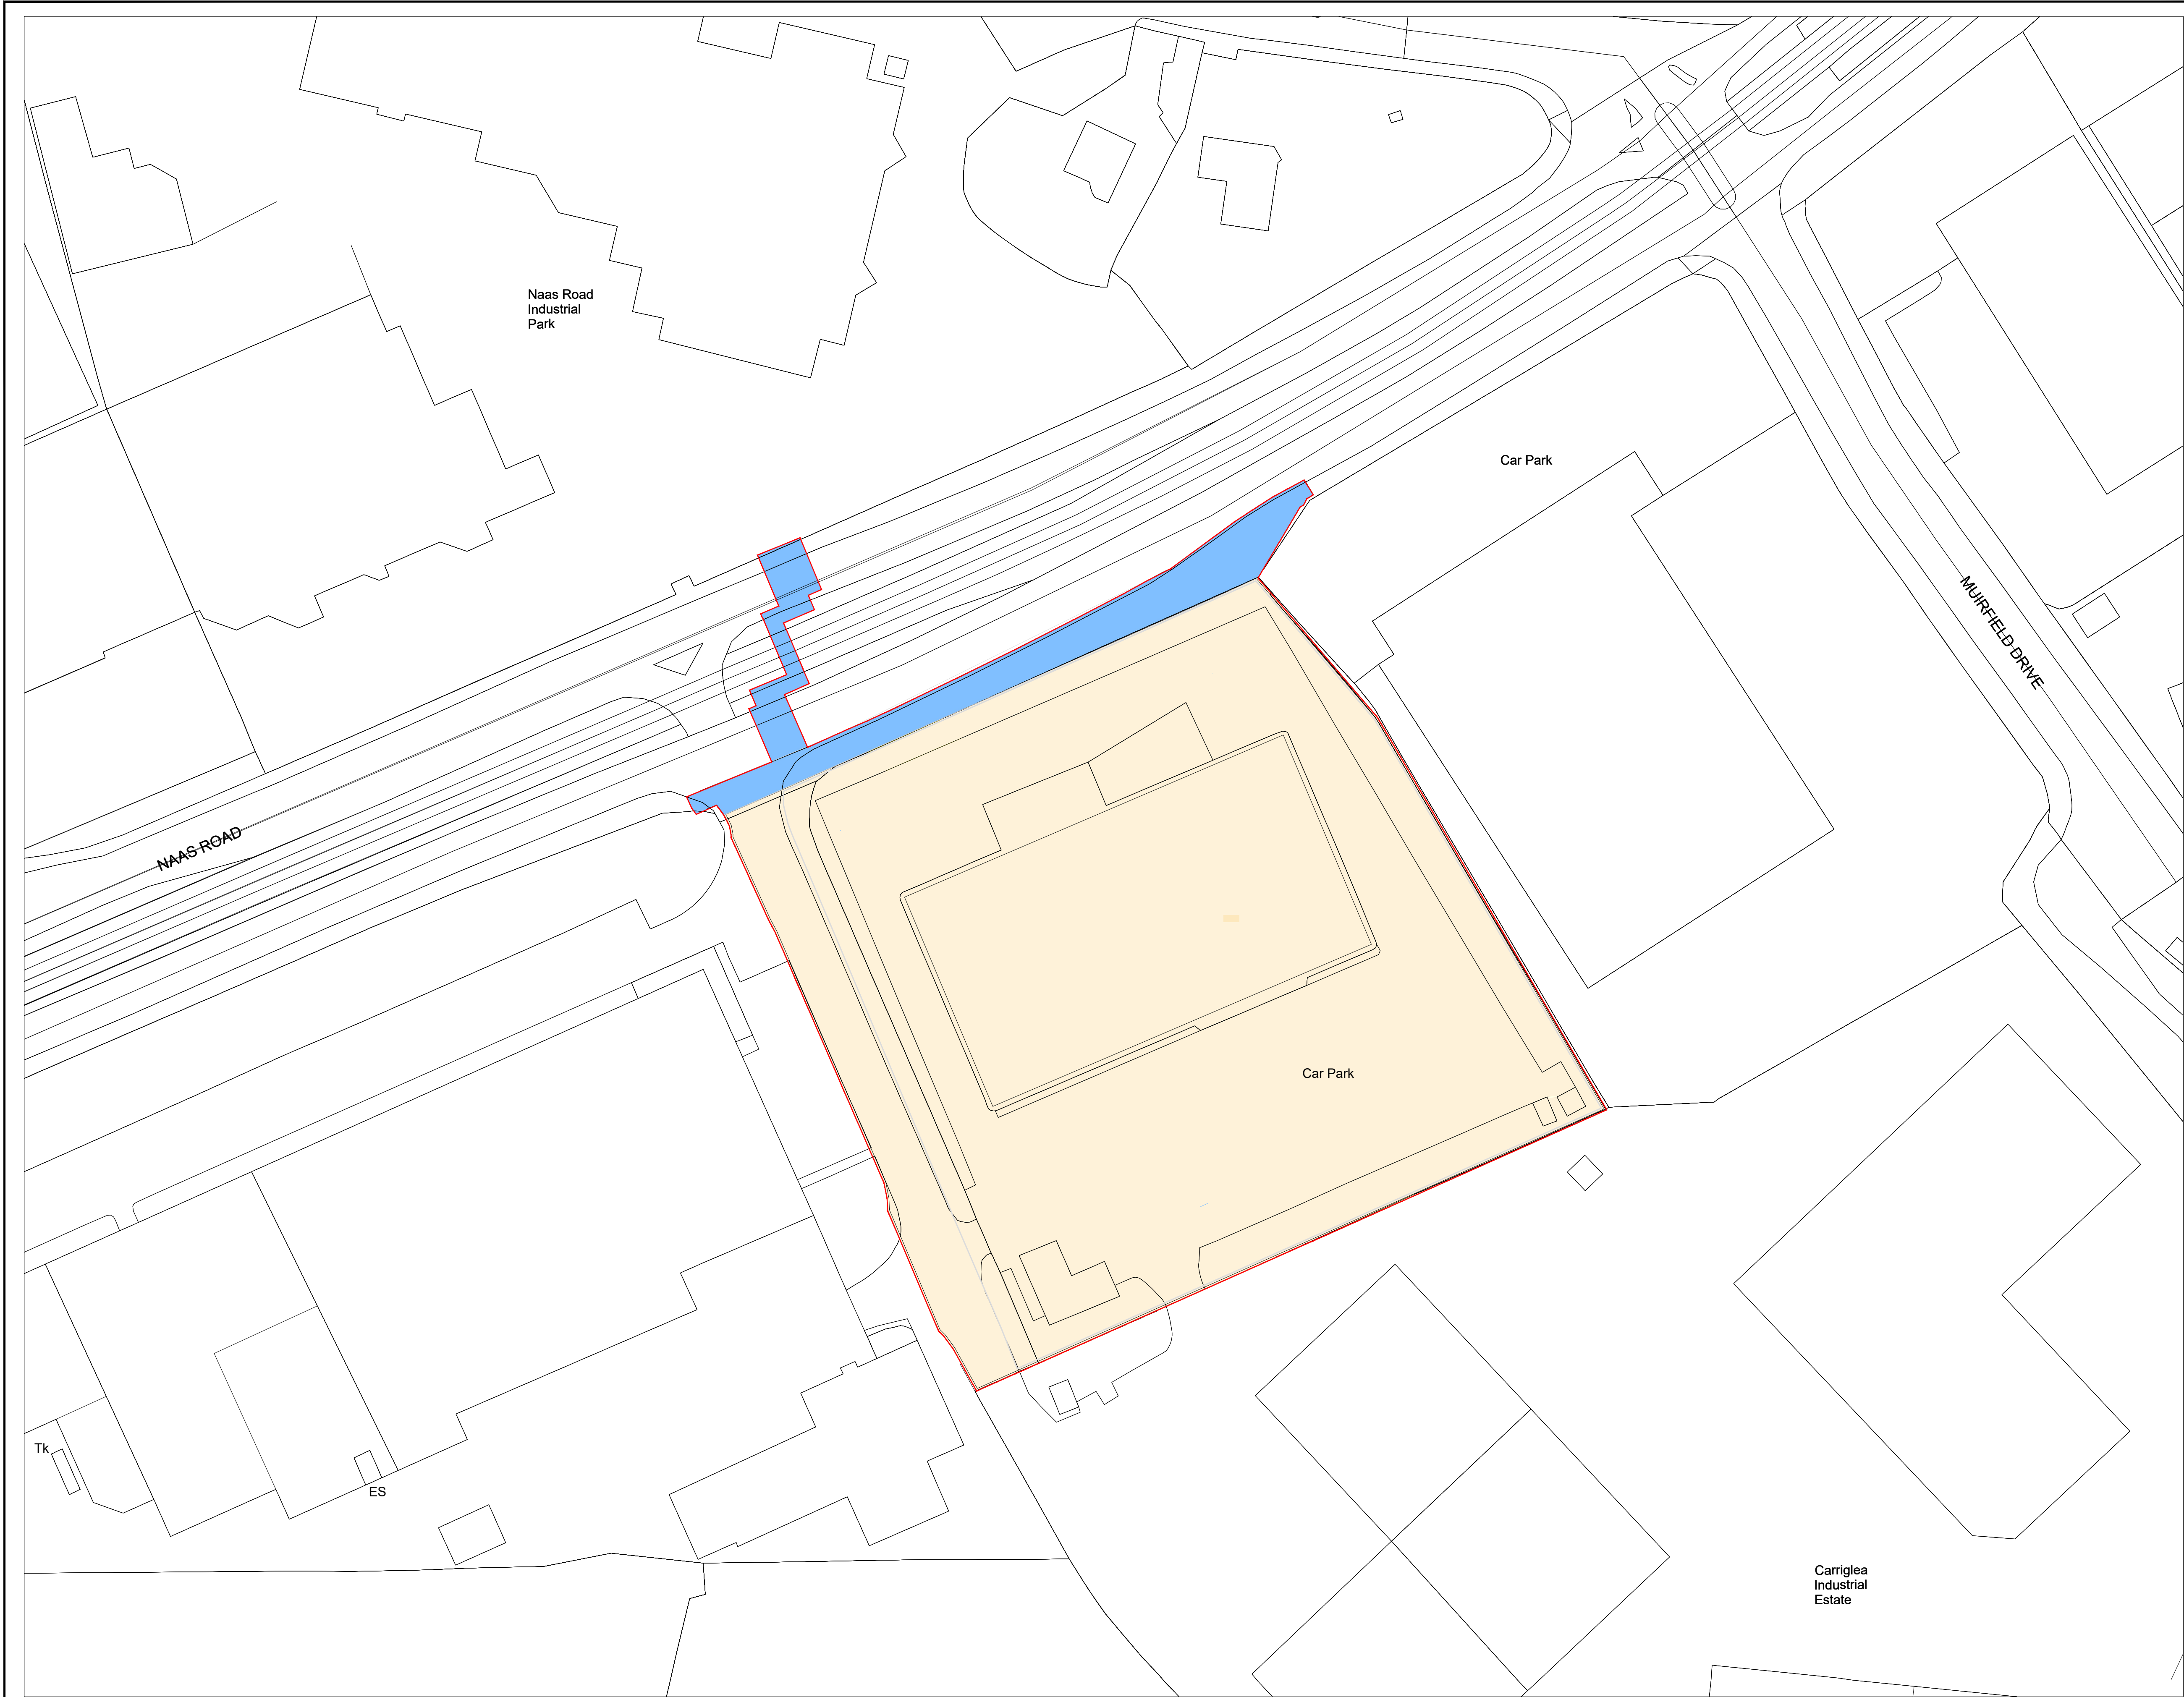 Naas Road
Industrial
Park
Car Park
MUIRFIELD DRIVE
NAAS ROAD
Car Park
Tk
ES
Carriglea
Industrial
Estate